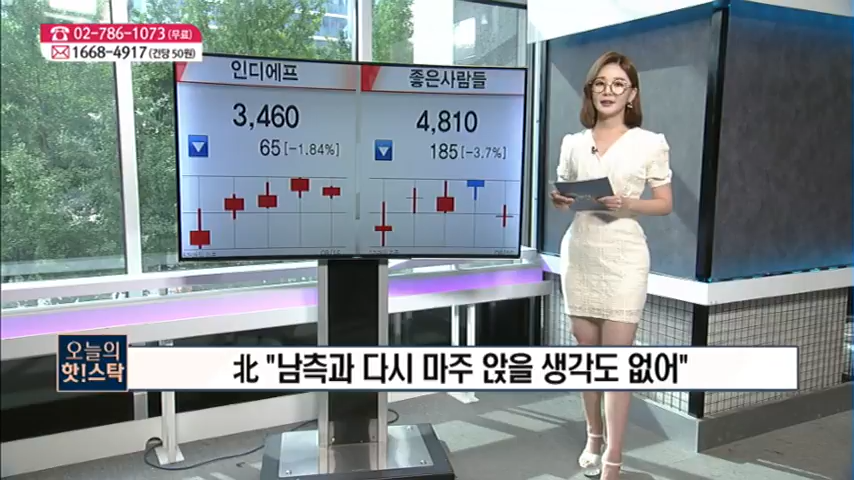 ☎ 02-786-1073 (무료)
✉ 1668-4917 (건당 50원)
인디에프
좋은사람들
3,460
4,810
▼ 65[-1.84%]
▼ 185[-3.7%]
오늘의
핫!스탁
北 "남측과 다시 마주 앉을 생각도 없어"